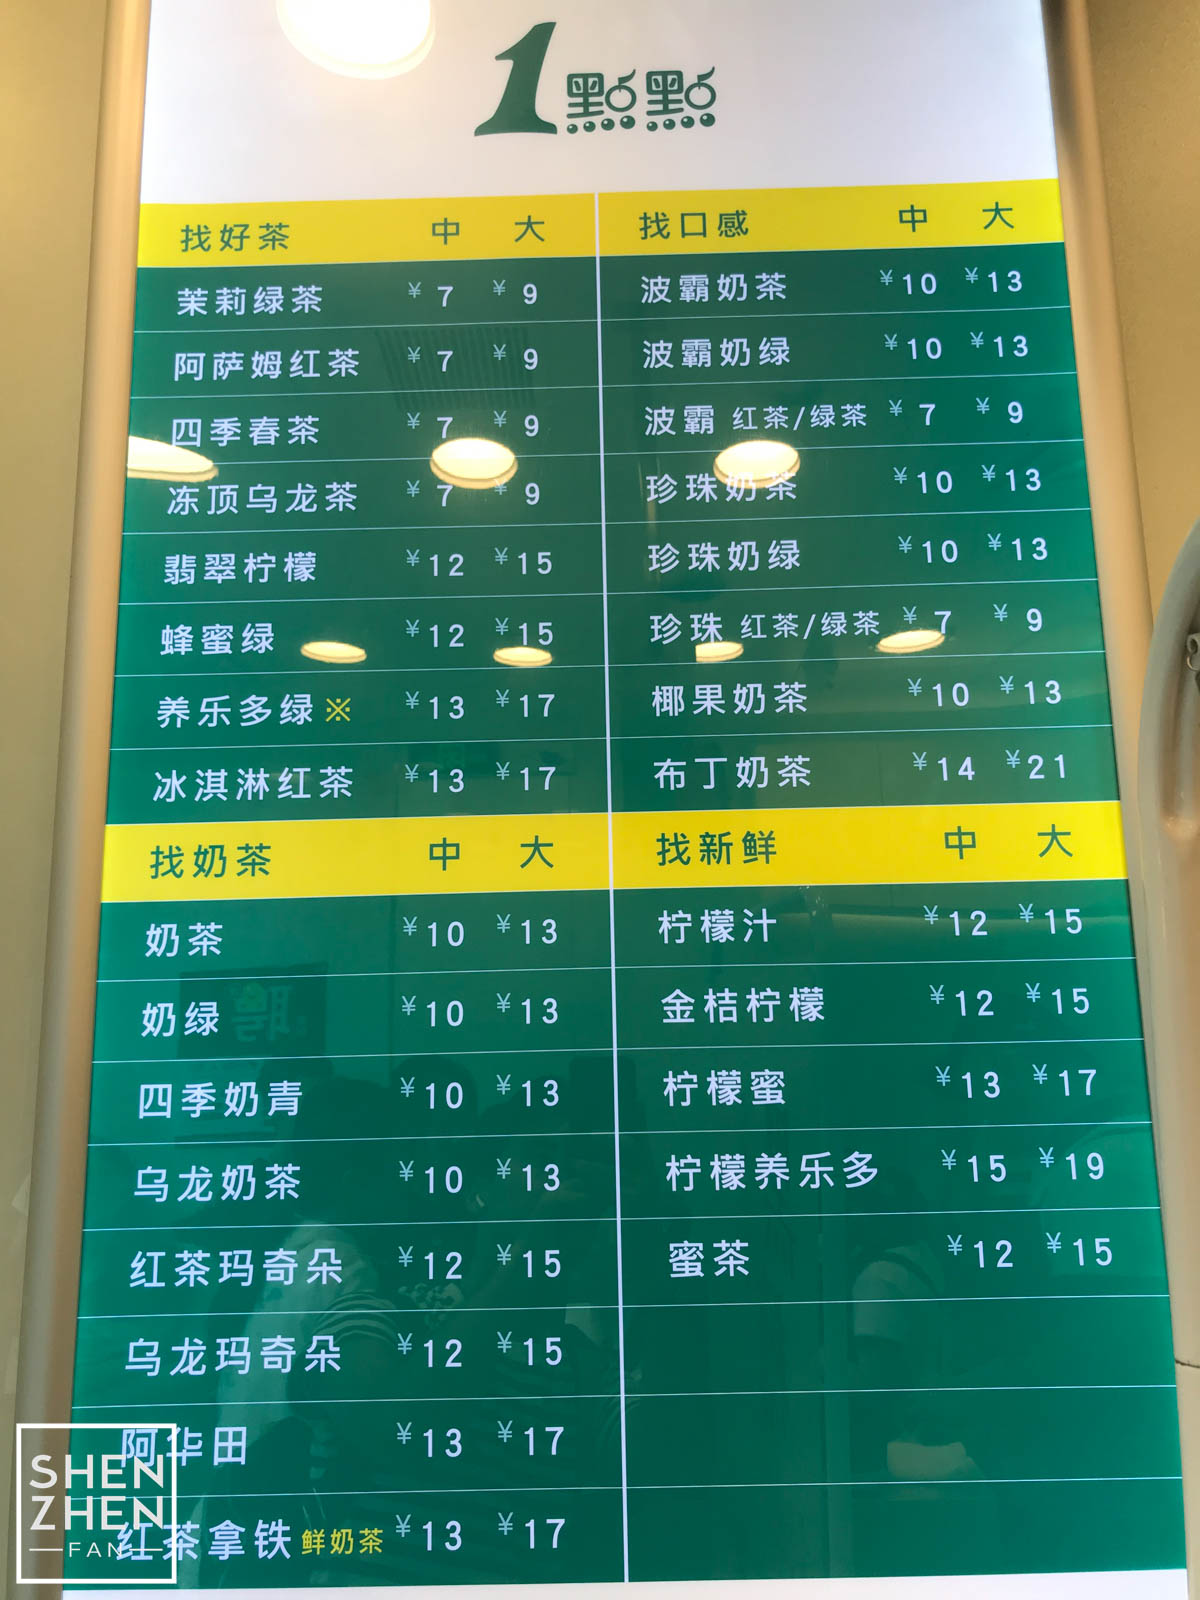 1點點
找好茶 中 大
茉莉绿茶 ¥7 ¥9
阿萨姆红茶 ¥7 ¥9
四季春茶 ¥7 ¥9
冻顶乌龙茶 ¥7 ¥9
翡翠柠檬 ¥12 ¥15
蜂蜜绿 ¥12 ¥15
养乐多绿※ ¥13 ¥17
冰淇淋红茶 ¥13 ¥17
找奶茶 中 大
奶茶 ¥10 ¥13
奶绿 ¥10 ¥13
四季奶青 ¥10 ¥13
乌龙奶茶 ¥10 ¥13
红茶玛奇朵 ¥12 ¥15
乌龙玛奇朵 ¥12 ¥15
阿华田 ¥13 ¥17
红茶拿铁 鲜奶茶 ¥13 ¥17
找口感 中 大
波霸奶茶 ¥10 ¥13
波霸奶绿 ¥10 ¥13
波霸 红茶/绿茶 ¥7 ¥9
珍珠奶茶 ¥10 ¥13
珍珠奶绿 ¥10 ¥13
珍珠 红茶/绿茶 ¥7 ¥9
椰果奶茶 ¥10 ¥13
布丁奶茶 ¥14 ¥21
找新鲜 中 大
柠檬汁 ¥12 ¥15
金桔柠檬 ¥12 ¥15
柠檬蜜 ¥13 ¥17
柠檬养乐多 ¥15 ¥19
蜜茶 ¥12 ¥15
SHEN
ZHEN
FAN